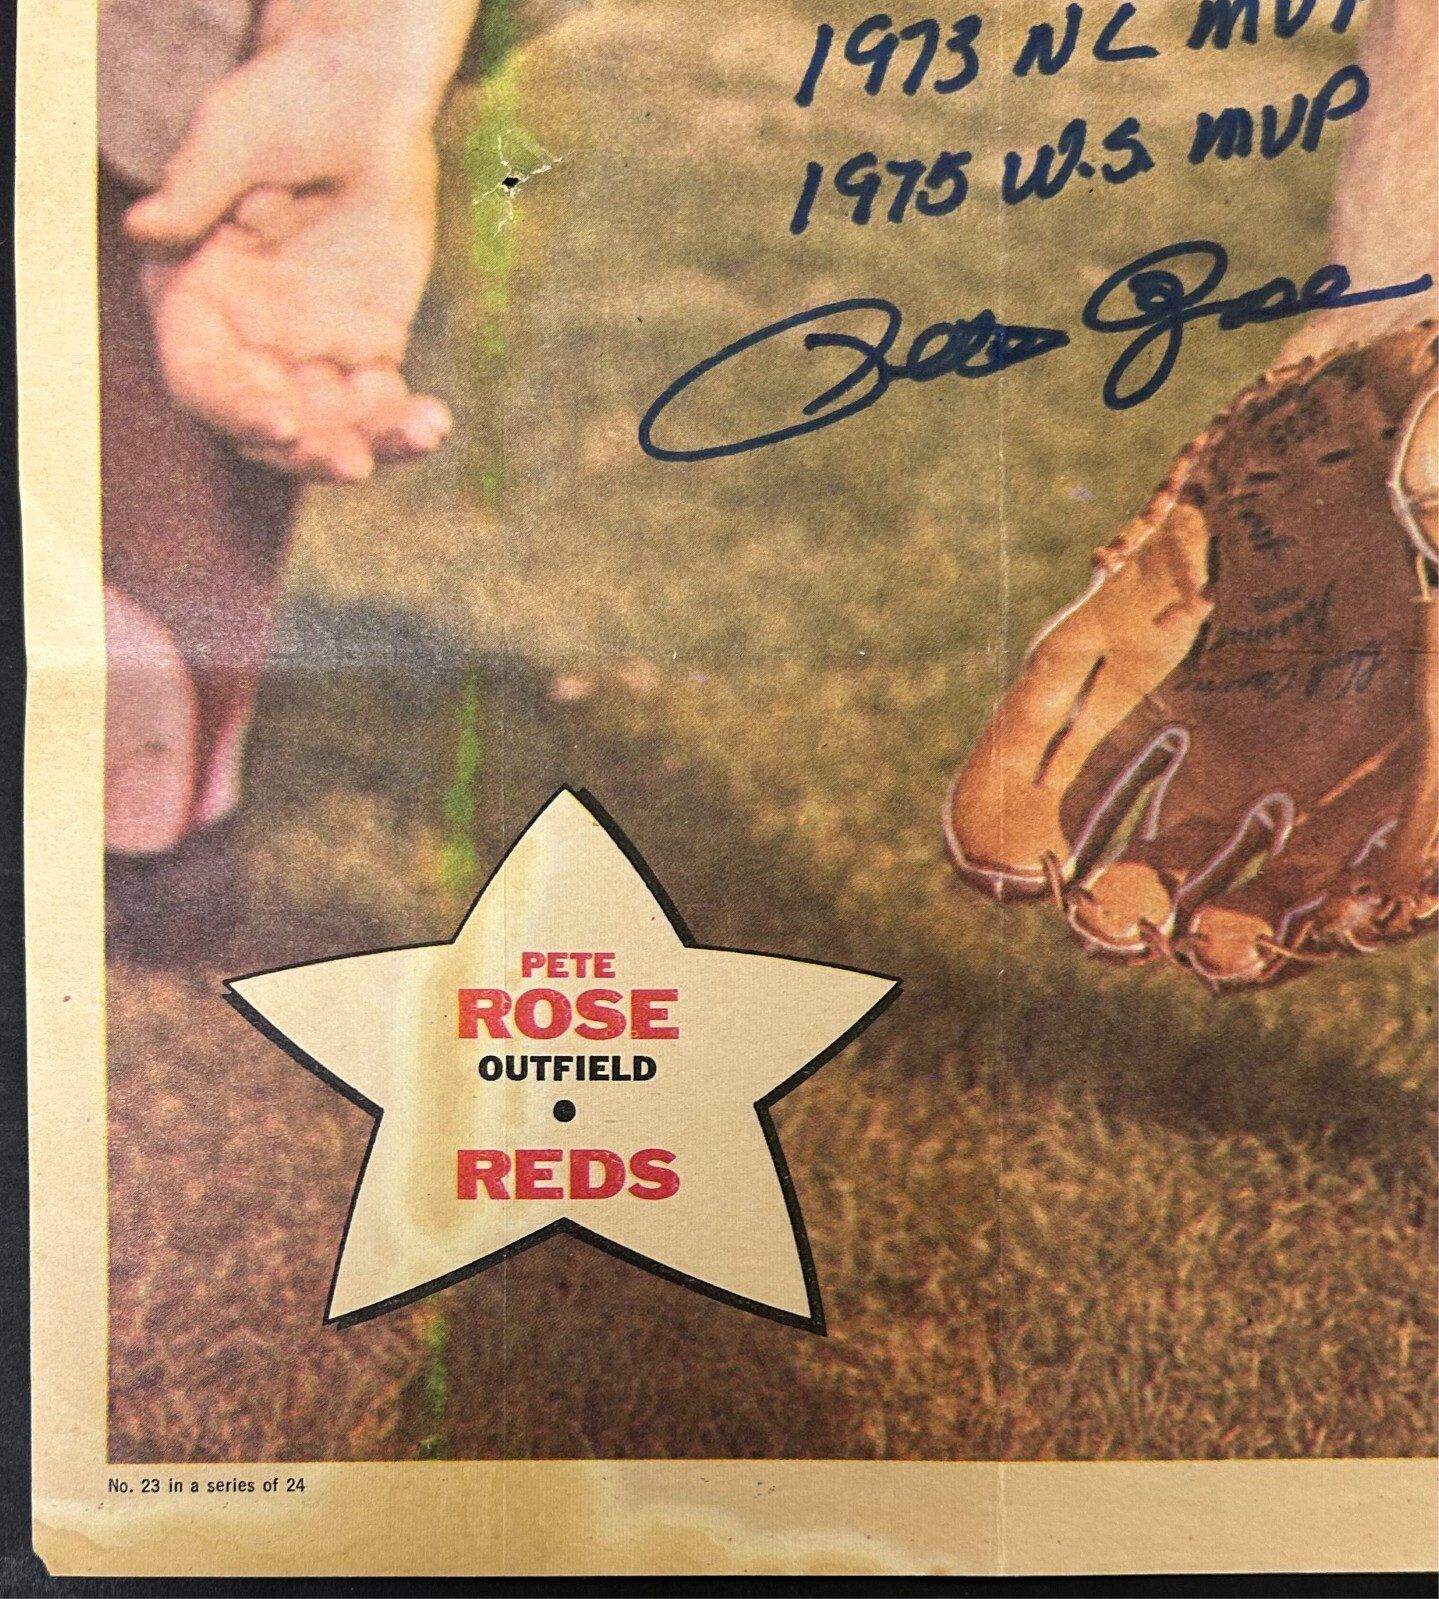 1973 NL MVP
1975 W.S. MVP
Pete Rose
PETE
ROSE
OUTFIELD
•
REDS
No. 23 in a series of 24